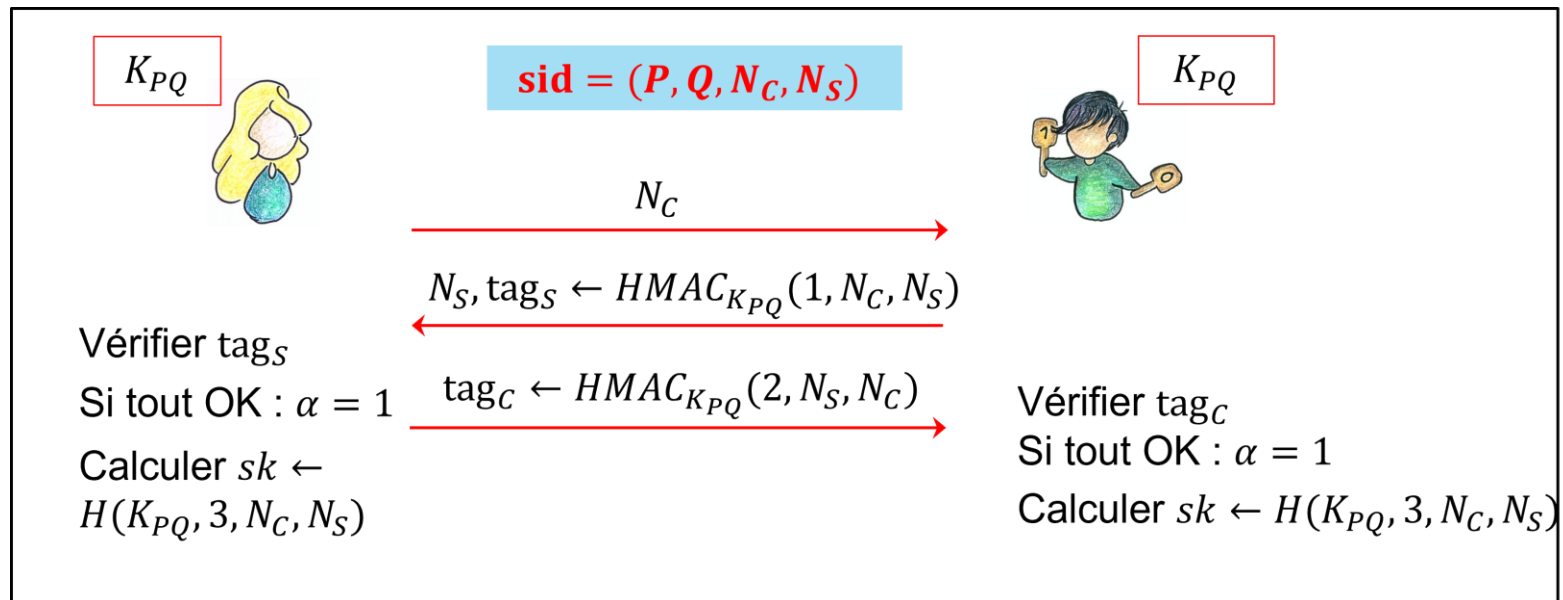 K_{PQ}
sid = (P, Q, N_C, N_S)
K_{PQ}
1
0
N_C
N_S, tag_S ← HMAC_{K_{PQ}}(1, N_C, N_S)
Vérifier tag_S
Si tout OK : α = 1
tag_C ← HMAC_{K_{PQ}}(2, N_S, N_C)
Calculer sk ←
H(K_{PQ}, 3, N_C, N_S)
Vérifier tag_C
Si tout OK : α = 1
Calculer sk ← H(K_{PQ}, 3, N_C, N_S)